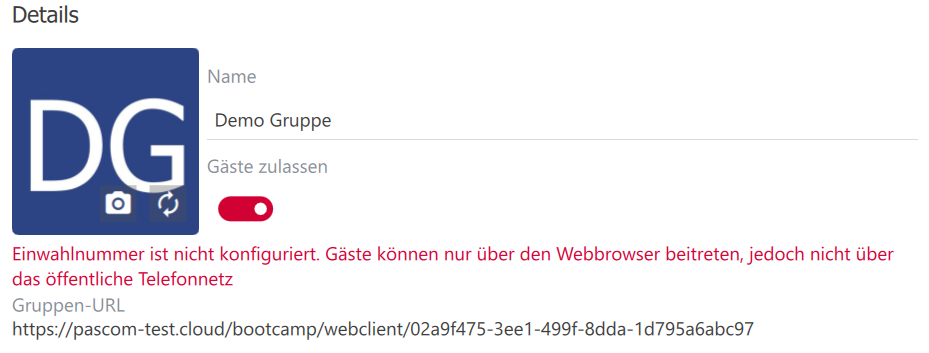 Details
DG
Name
Demo Gruppe
Gäste zulassen
Einwahlnummer ist nicht konfiguriert. Gäste können nur über den Webbrowser beitreten, jedoch nicht über
das öffentliche Telefonnetz
Gruppen-URL
https://pascom-test.cloud/bootcamp/webclient/02a9f475-3ee1-499f-8dda-1d795a6abc97